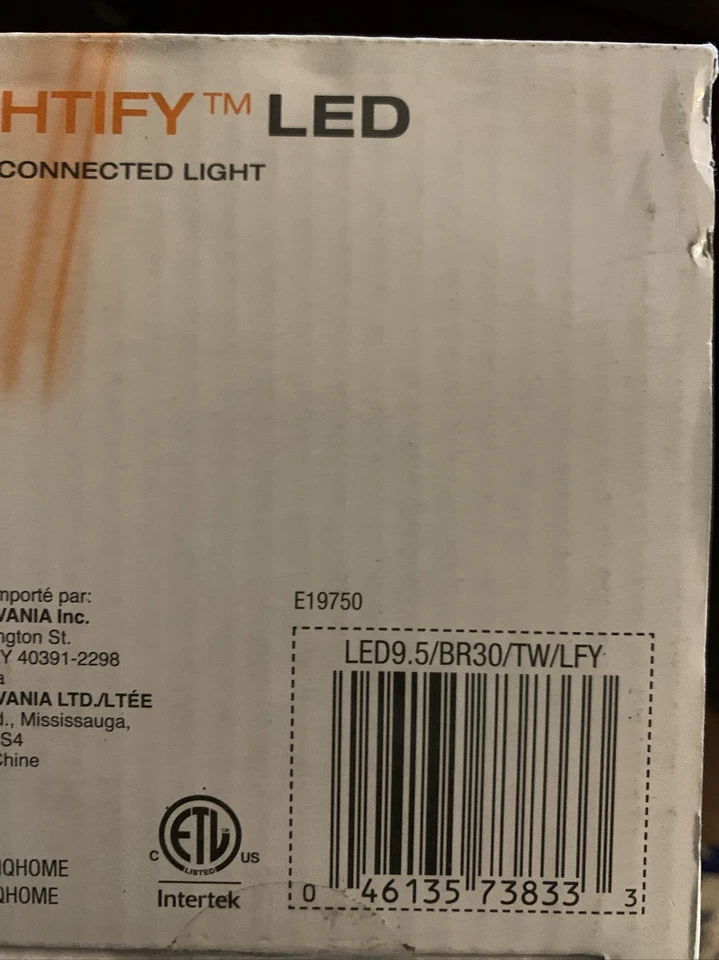 HTIFY™ LED
CONNECTED LIGHT
mporté par:
VANIA Inc.
ngton St.
Y 40391-2298
a
VANIA LTD./LTÉE
d., Mississauga,
S4
Chine
IQHOME
QHOME
ETL
C LISTED US
Intertek
E19750
LED9.5/BR30/TW/LFY
0 46135 73833 3